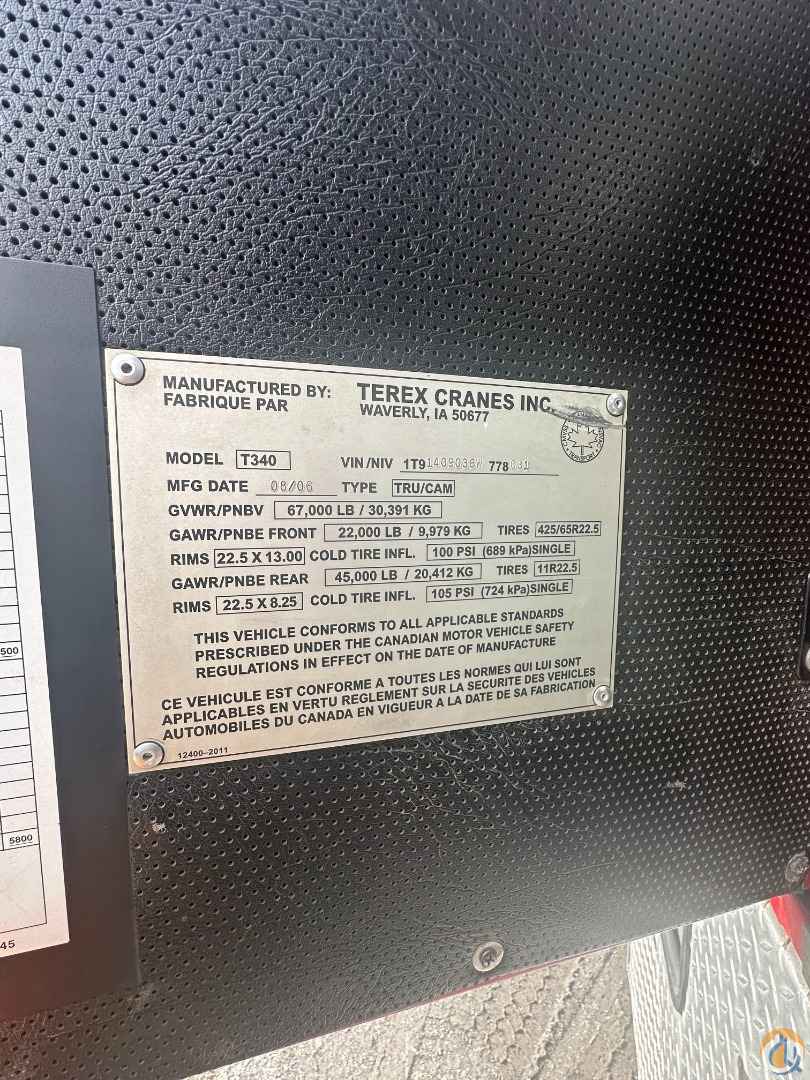 MANUFACTURED BY: TEREX CRANES INC.
FABRIQUE PAR WAVERLY, IA 50677
MODEL T340 VIN/NIV 1T9 778
MFG DATE 06/06 TYPE TRU/CAM
GVWR/PNBV 67,000 LB / 30,391 KG
GAWR/PNBE FRONT 22,000 LB / 9,979 KG TIRES 425/65R22.5
RIMS 22.5 X 13.00 COLD TIRE INFL. 100 PSI (689 kPa)SINGLE
GAWR/PNBE REAR 45,000 LB / 20,412 KG TIRES 11R22.5
RIMS 22.5 X 8.25 COLD TIRE INFL. 105 PSI (724 kPa)SINGLE
THIS VEHICLE CONFORMS TO ALL APPLICABLE STANDARDS
PRESCRIBED UNDER THE CANADIAN MOTOR VEHICLE SAFETY
REGULATIONS IN EFFECT ON THE DATE OF MANUFACTURE
CE VEHICULE EST CONFORME A TOUTES LES NORMES QUI LUI SONT
APPLICABLES EN VERTU REGLEMENT SUR LA SECURITE DES VEHICLES
AUTOMOBILES DU CANADA EN VIGUEUR A LA DATE DE SA FABRICATION
12400-2011
500
5800
45